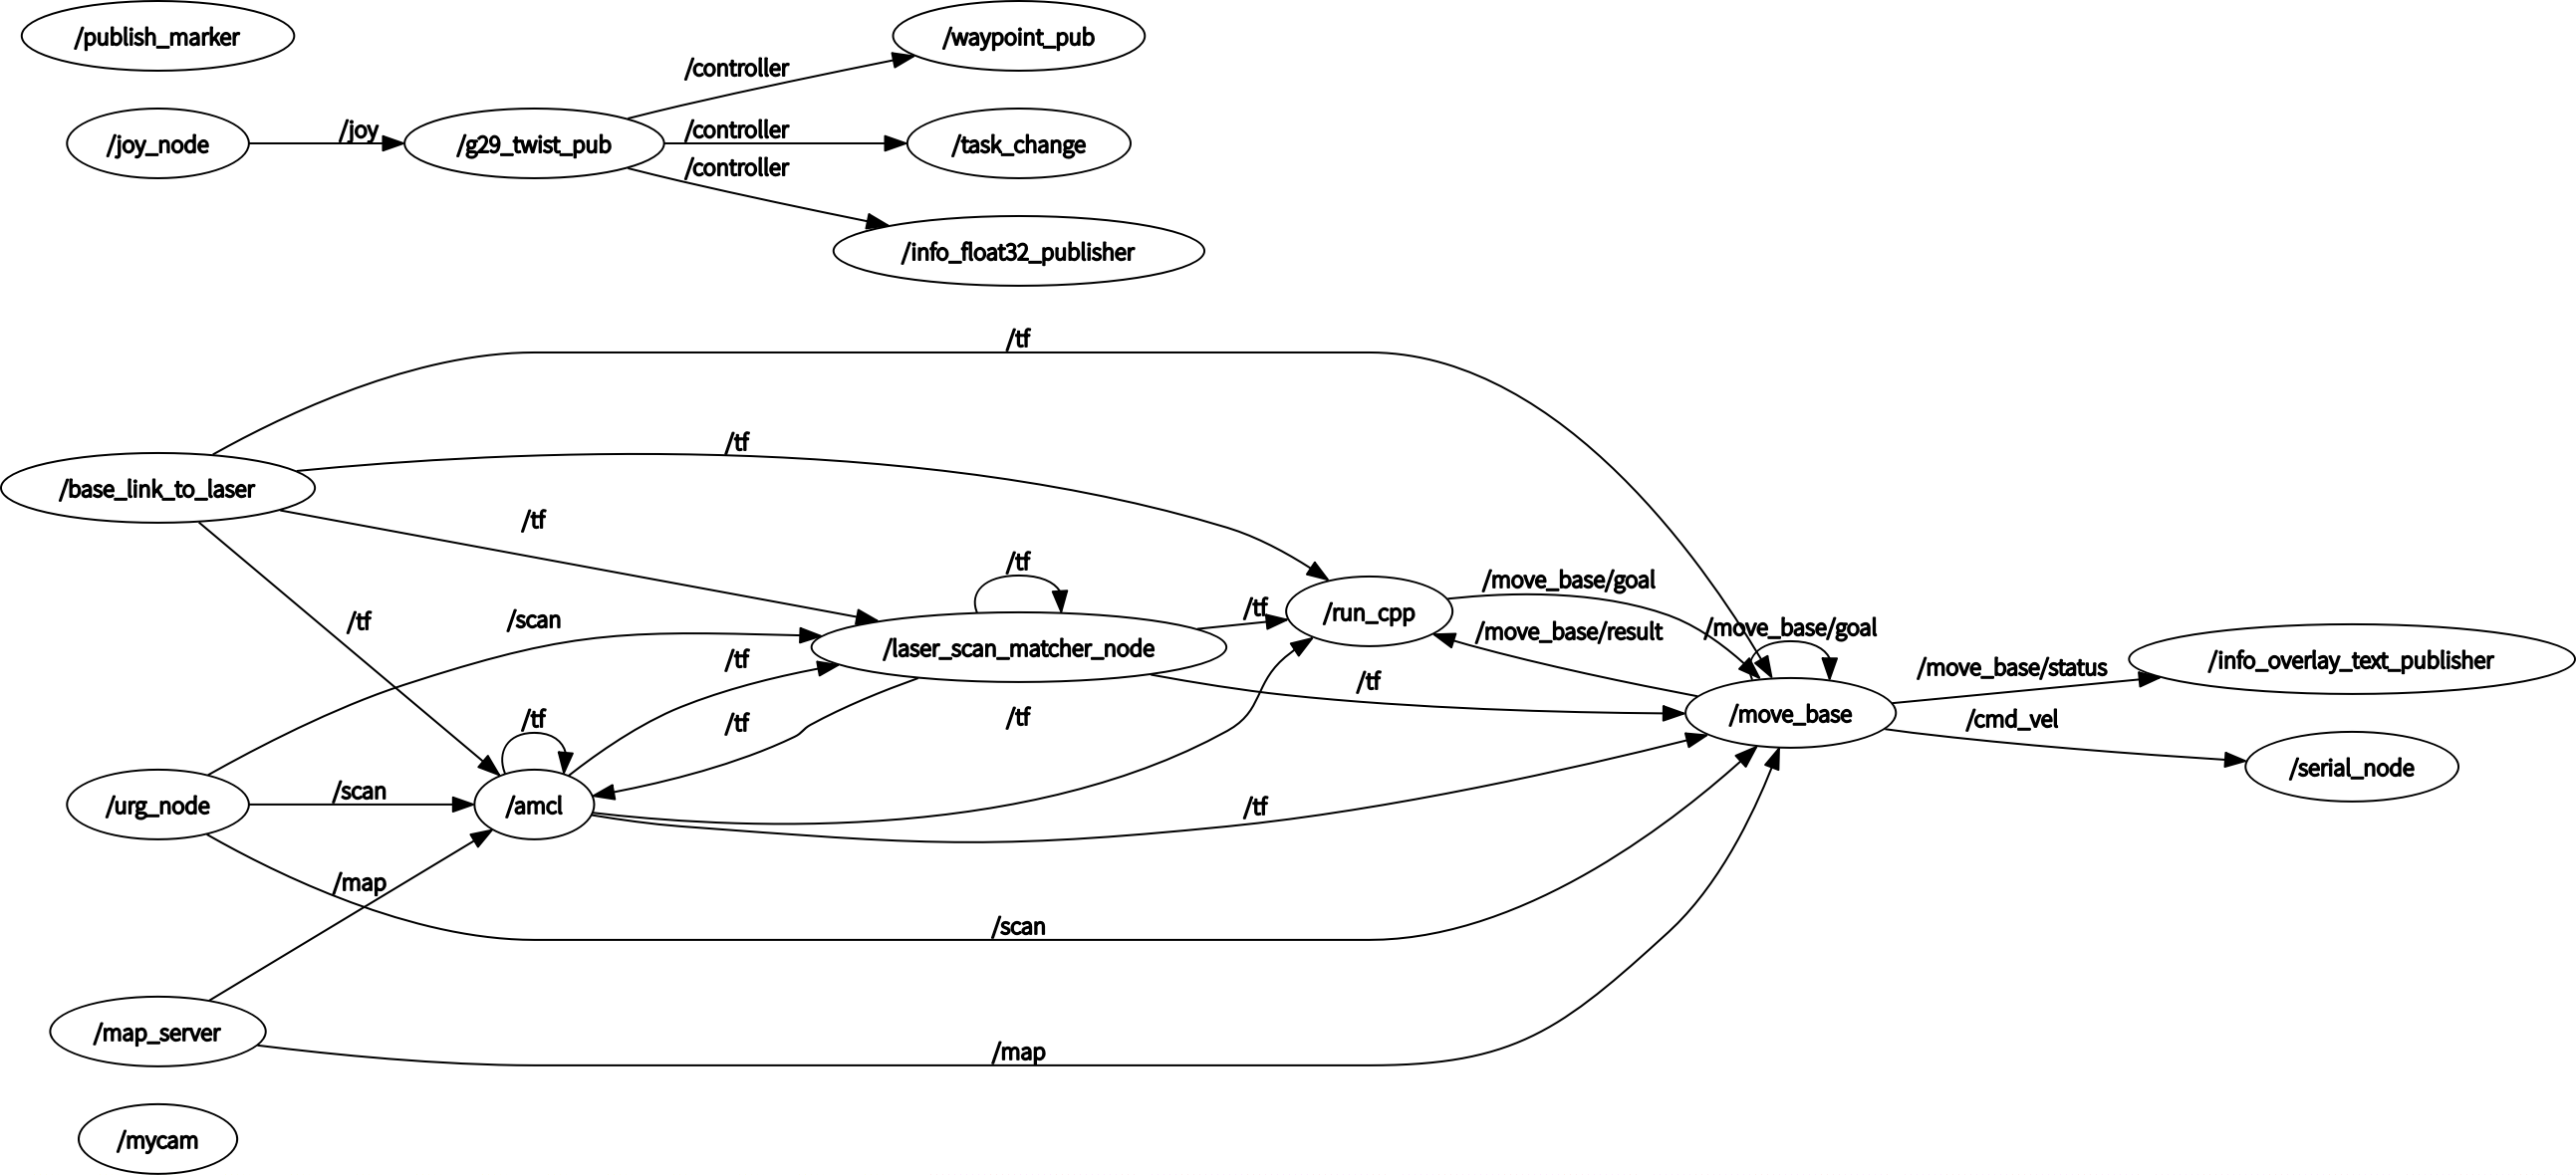 /publish_marker
/waypoint_pub
/controller
/joy_node
/joy
/g29_twist_pub
/controller
/task_change
/controller
/info_float32_publisher
/tf
/tf
/base_link_to_laser
/tf
/tf
/tf
/scan
/tf
/laser_scan_matcher_node
/tf
/run_cpp
/move_base/goal
/move_base/result
/move_base/goal
/tf
/tf
/tf
/tf
/tf
/move_base
/move_base/status
/info_overlay_text_publisher
/cmd_vel
/serial_node
/urg_node
/scan
/amcl
/tf
/map
/scan
/map_server
/map
/mycam